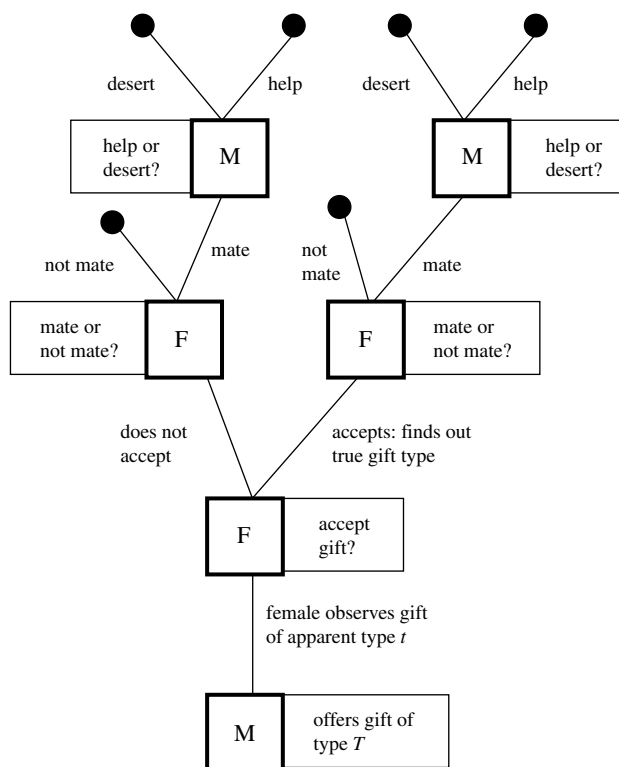 desert
help
desert
help
help or
desert?
M
M
help or
desert?
not mate
mate
not
mate
mate
mate or
not mate?
F
F
mate or
not mate?
does not
accept
accepts: finds out
true gift type
F
accept
gift?
female observes gift
of apparent type t
M
offers gift of
type T